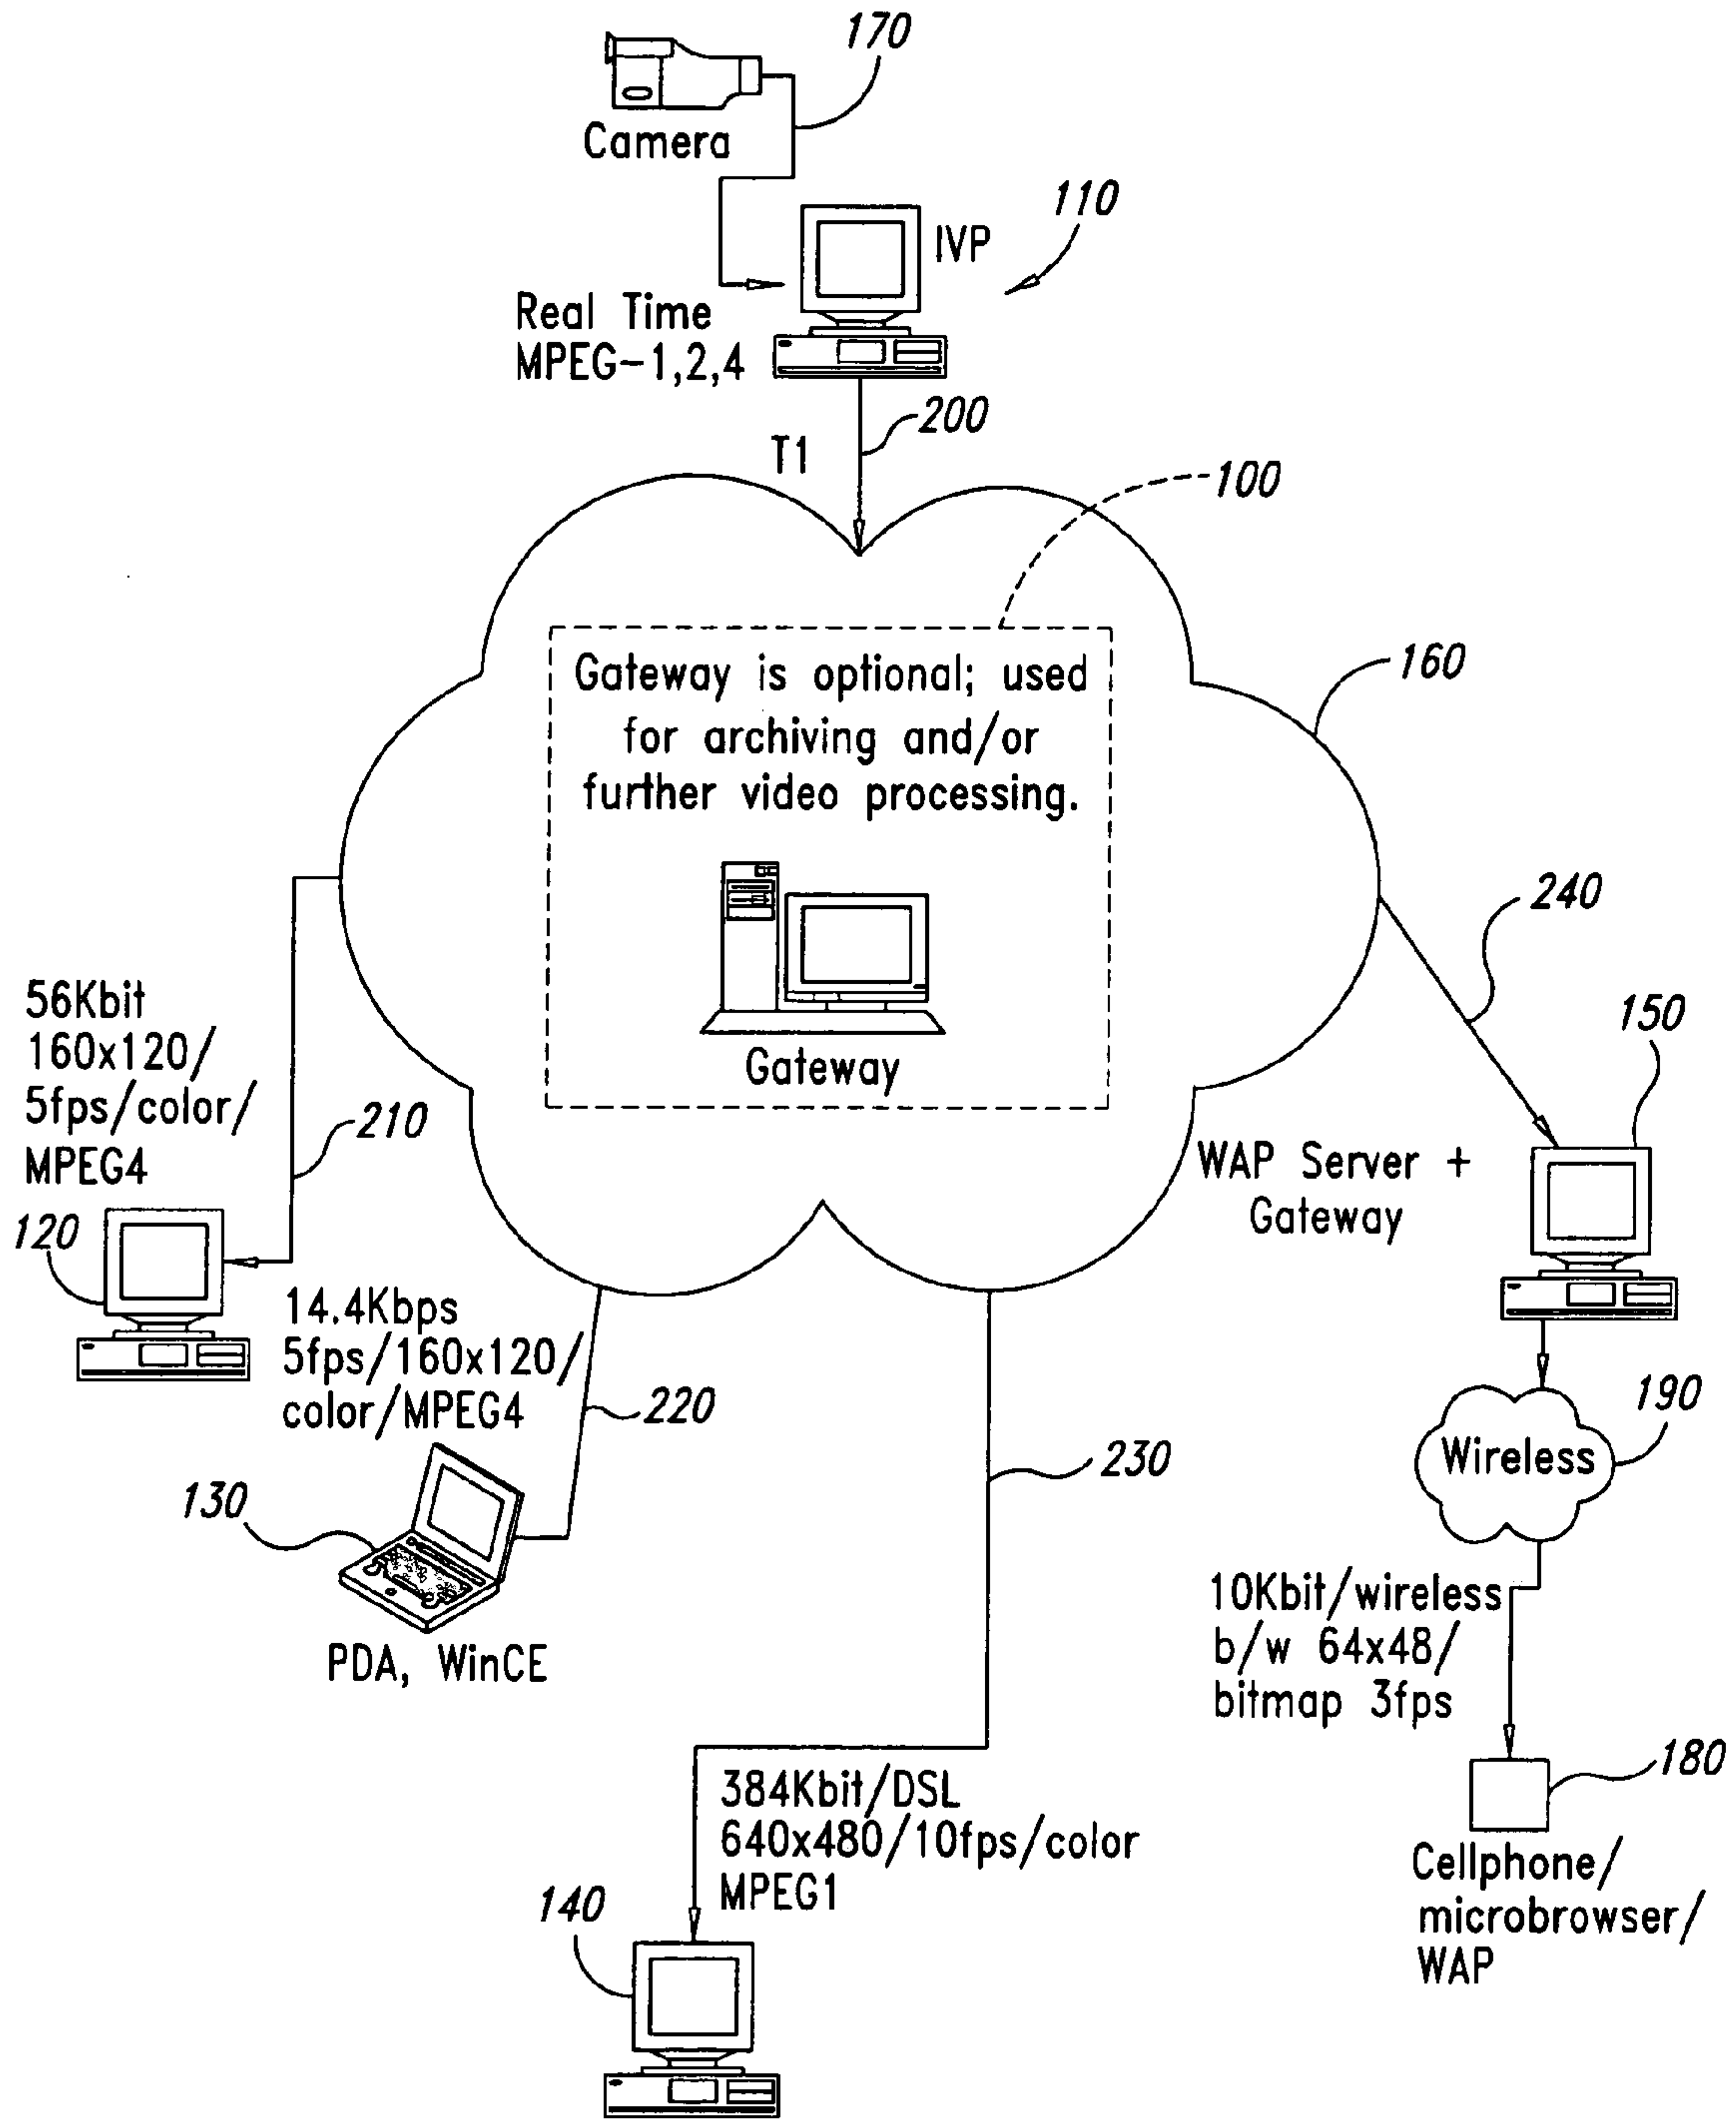 170
Camera
110
IVP
Real Time
MPEG-1,2,4
200
T1
100
Gateway is optional; used
for archiving and/or
further video processing.
160
Gateway
240
56Kbit
160x120/
5fps/color/
MPEG4
210
150
WAP Server +
Gateway
120
14.4Kbps
5fps/160x120/
color/MPEG4
220
190
Wireless
230
130
PDA, WinCE
10Kbit/wireless
b/w 64x48/
bitmap 3fps
180
384Kbit/DSL
640x480/10fps/color
MPEG1
Cellphone/
microbrowser/
WAP
140